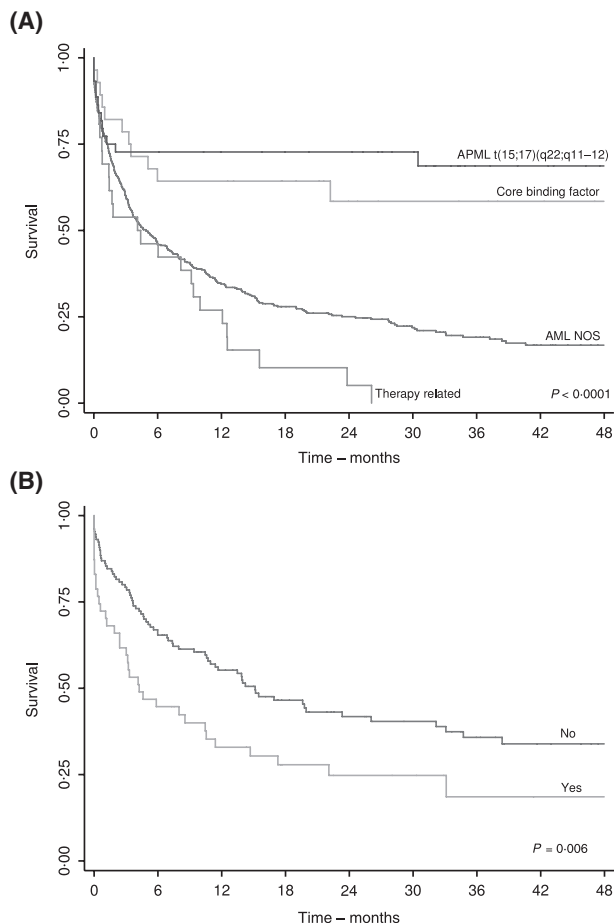 (A)
1·00
0·75
0·50
0·25
0·00
Survival
APML t(15;17)(q22;q11–12)
Core binding factor
AML NOS
Therapy related
P < 0·0001
0 6 12 18 24 30 36 42 48
Time – months
(B)
1·00
0·75
0·50
0·25
0·00
Survival
No
Yes
P = 0·006
0 6 12 18 24 30 36 42 48
Time – months